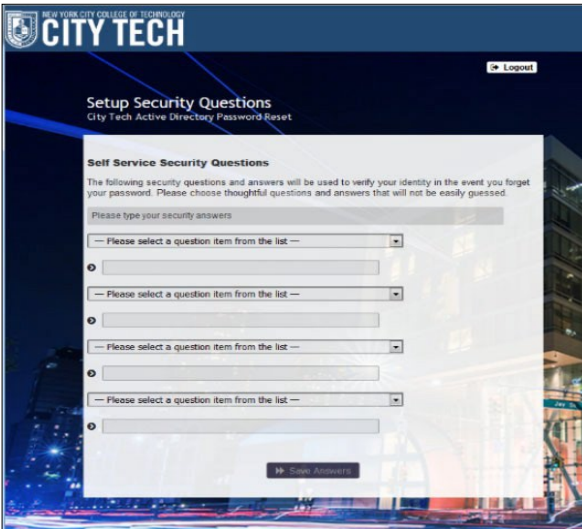 NEW YORK CITY COLLEGE OF TECHNOLOGY
CITY TECH
Logout
Setup Security Questions
City Tech Active Directory Password Reset
Self Service Security Questions
The following security questions and answers will be used to verify your identity in the event you forget
your password. Please choose thoughtful questions and answers that will not be easily guessed.
Please type your security answers
— Please select a question item from the list —
— Please select a question item from the list —
— Please select a question item from the list —
— Please select a question item from the list —
Jay
Save Answers